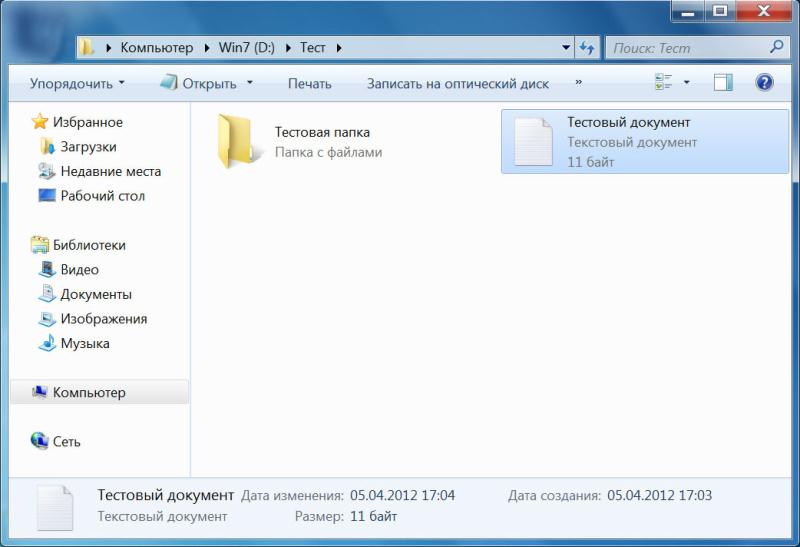 Компьютер Win7 (D:) Тест
Поиск: Тест
Упорядочить Открыть Печать Записать на оптический диск » ?
Избранное
Загрузки
Недавние места
Рабочий стол
Библиотеки
Видео
Документы
Изображения
Музыка
Компьютер
Сеть
Тестовая папка
Папка с файлами
Тестовый документ
Текстовый документ
11 байт
Тестовый документ Дата изменения: 05.04.2012 17:04 Дата создания: 05.04.2012 17:03
Текстовый документ Размер: 11 байт